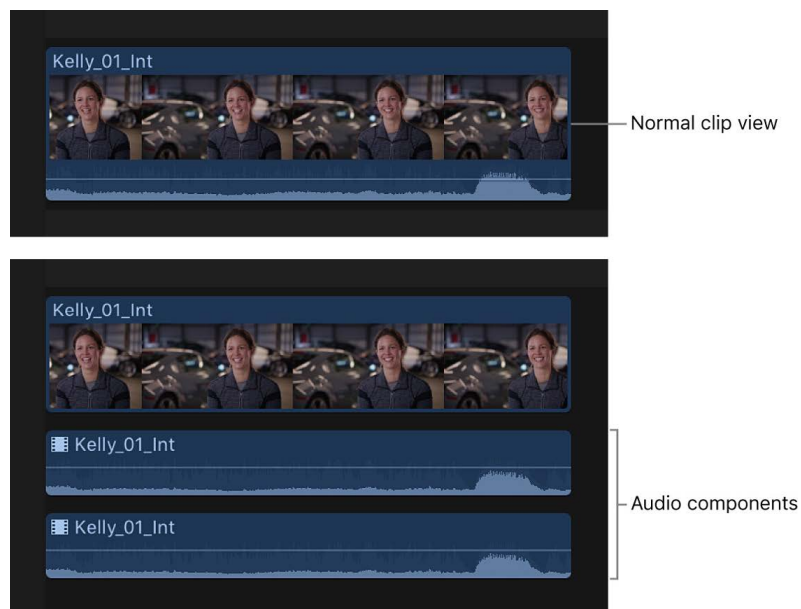 Kelly_01_Int
Normal clip view
Kelly_01_Int
Kelly_01_Int
Audio components
Kelly_01_Int